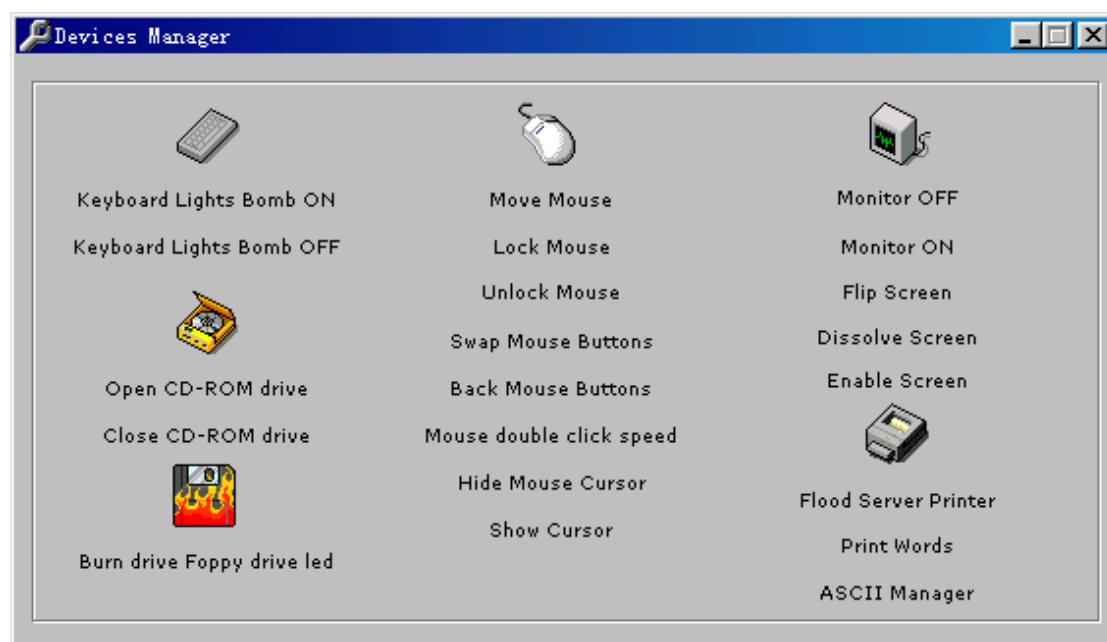 Devices Manager
Keyboard Lights Bomb ON
Keyboard Lights Bomb OFF
Open CD-ROM drive
Close CD-ROM drive
Burn drive Foppy drive led
Move Mouse
Lock Mouse
Unlock Mouse
Swap Mouse Buttons
Back Mouse Buttons
Mouse double click speed
Hide Mouse Cursor
Show Cursor
Monitor OFF
Monitor ON
Flip Screen
Dissolve Screen
Enable Screen
Flood Server Printer
Print Words
ASCII Manager